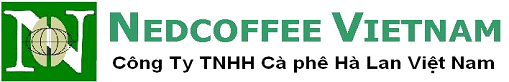 N
NEDCOFFEE VIETNAM
Công Ty TNHH Cà phê Hà Lan Việt Nam